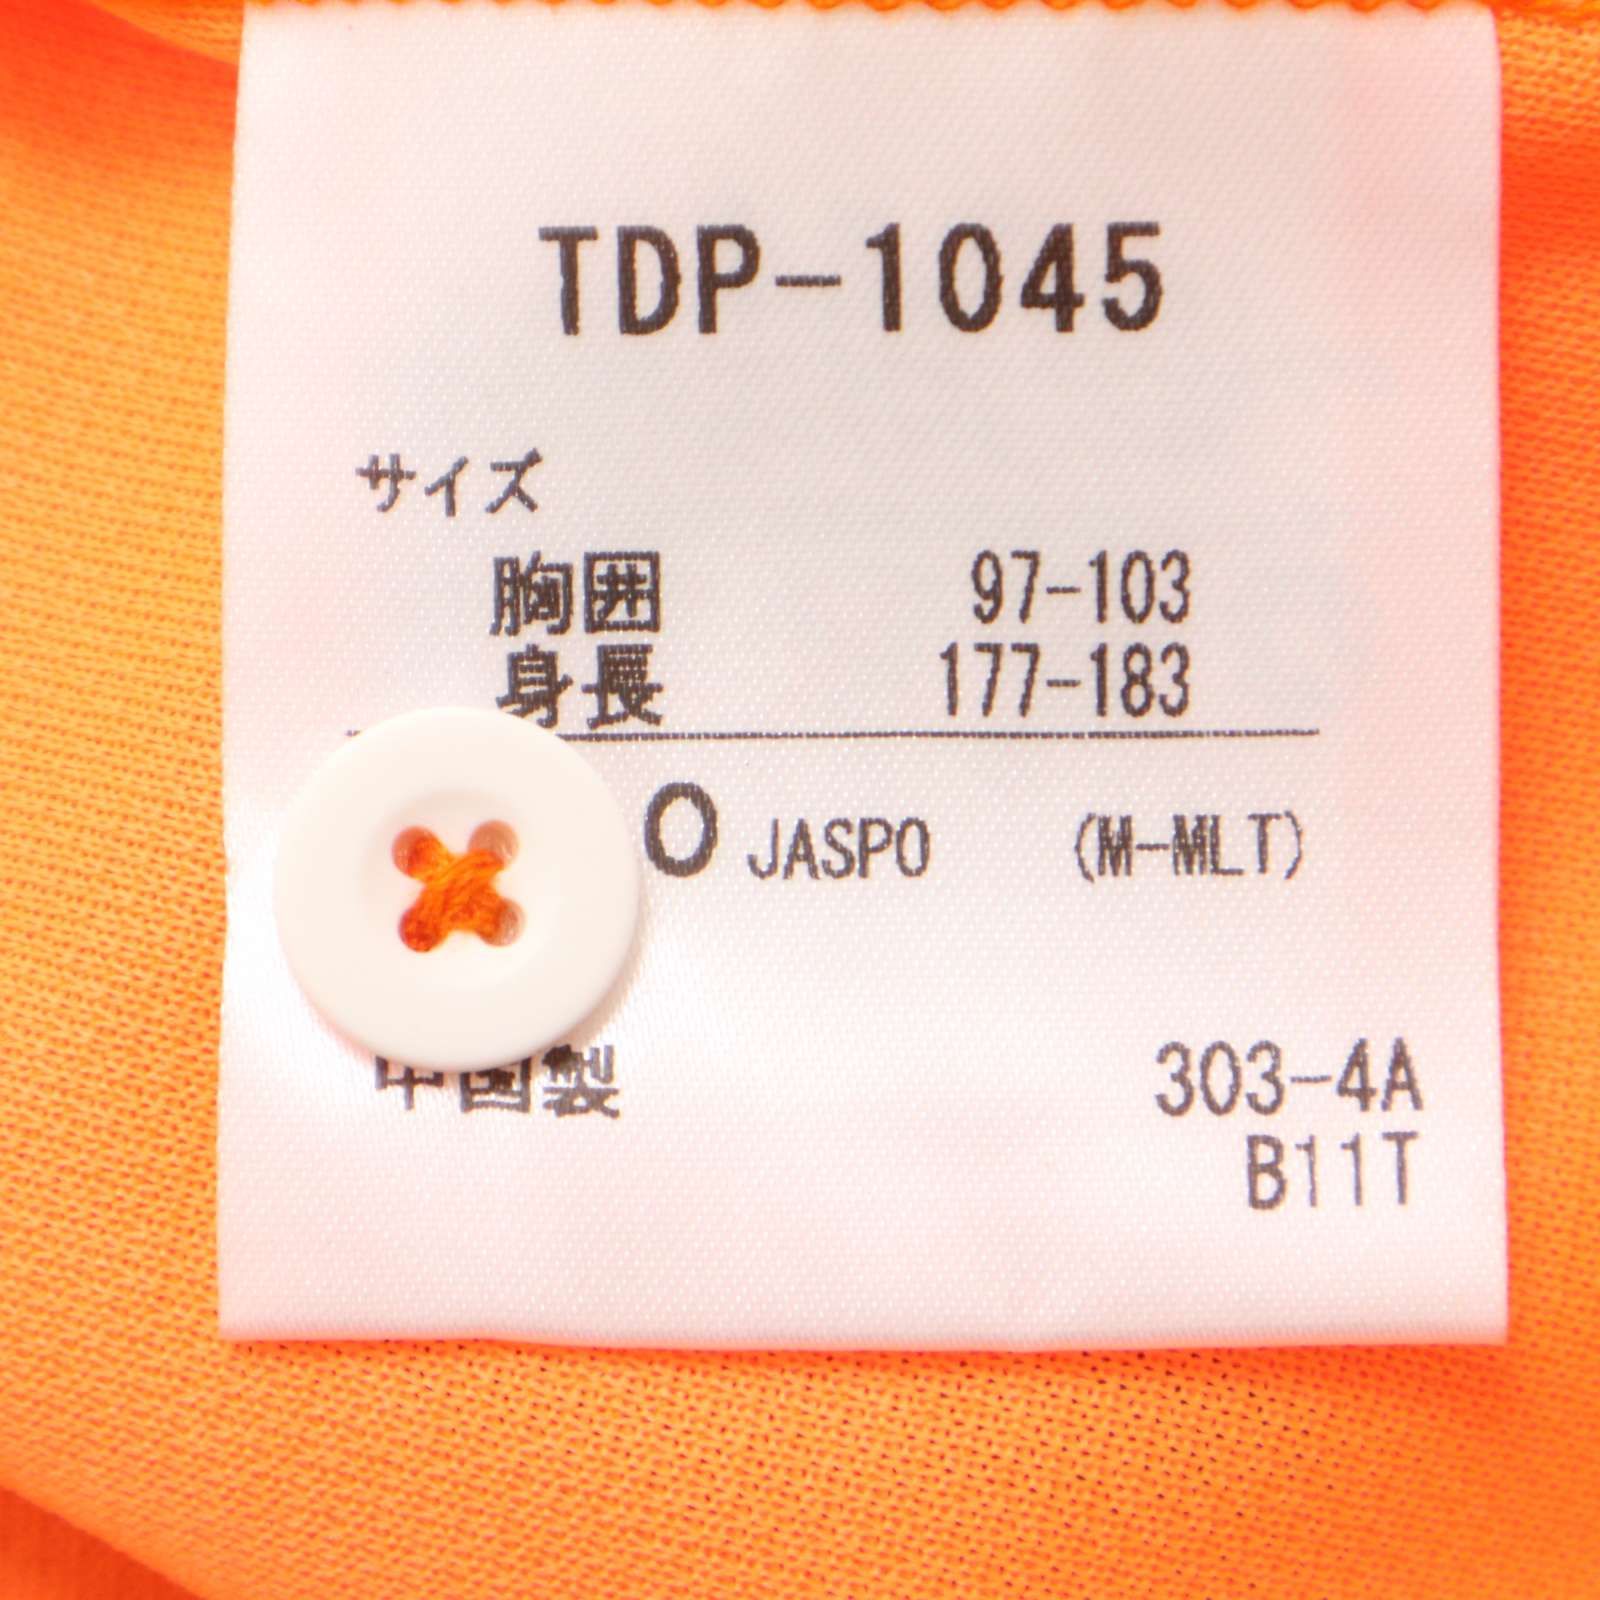 TDP-1045
サイズ
胸囲 97-103
身長 177-183
O JASPO (M-MLT)
中国製 303-4A
B11T